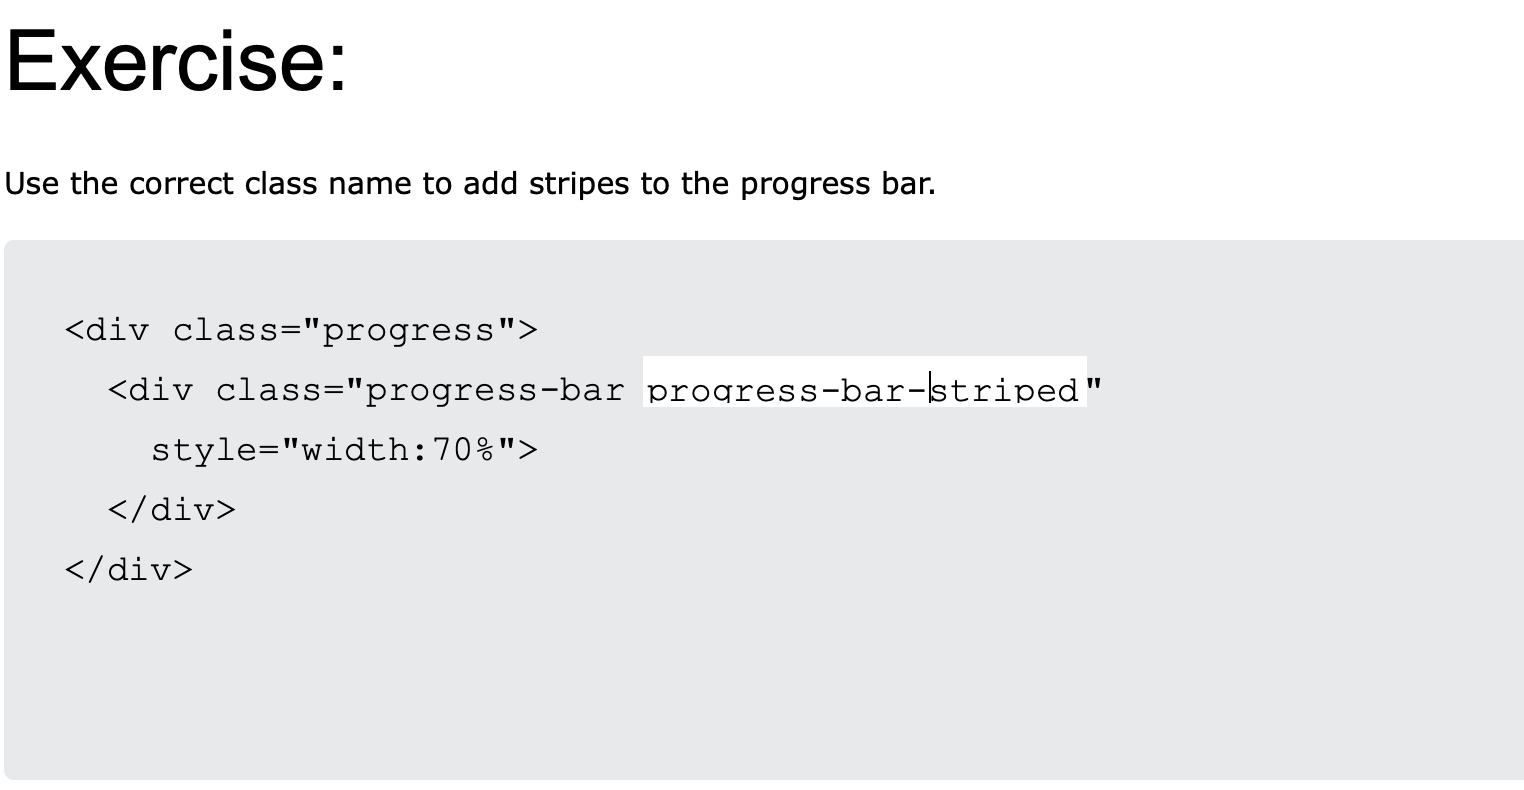 Exercise:
Use the correct class name to add stripes to the progress bar.
<div class="progress">
<div class="progress-bar progress-bar-striped"
style="width:70%">
</div>
</div>